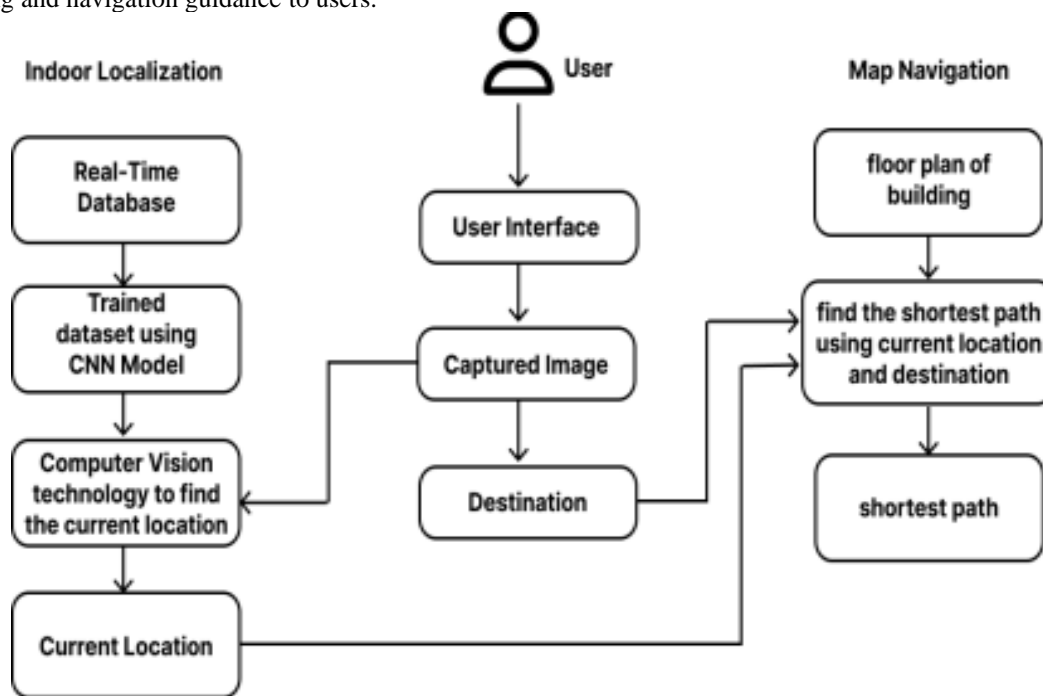 g and navigation guidance to users.
Indoor Localization
Real-Time
Database
Trained
dataset using
CNN Model
Computer Vision
technology to find
the current location
Current Location
User
User Interface
Captured Image
Destination
Map Navigation
floor plan of
building
find the shortest path
using current location
and destination
shortest path